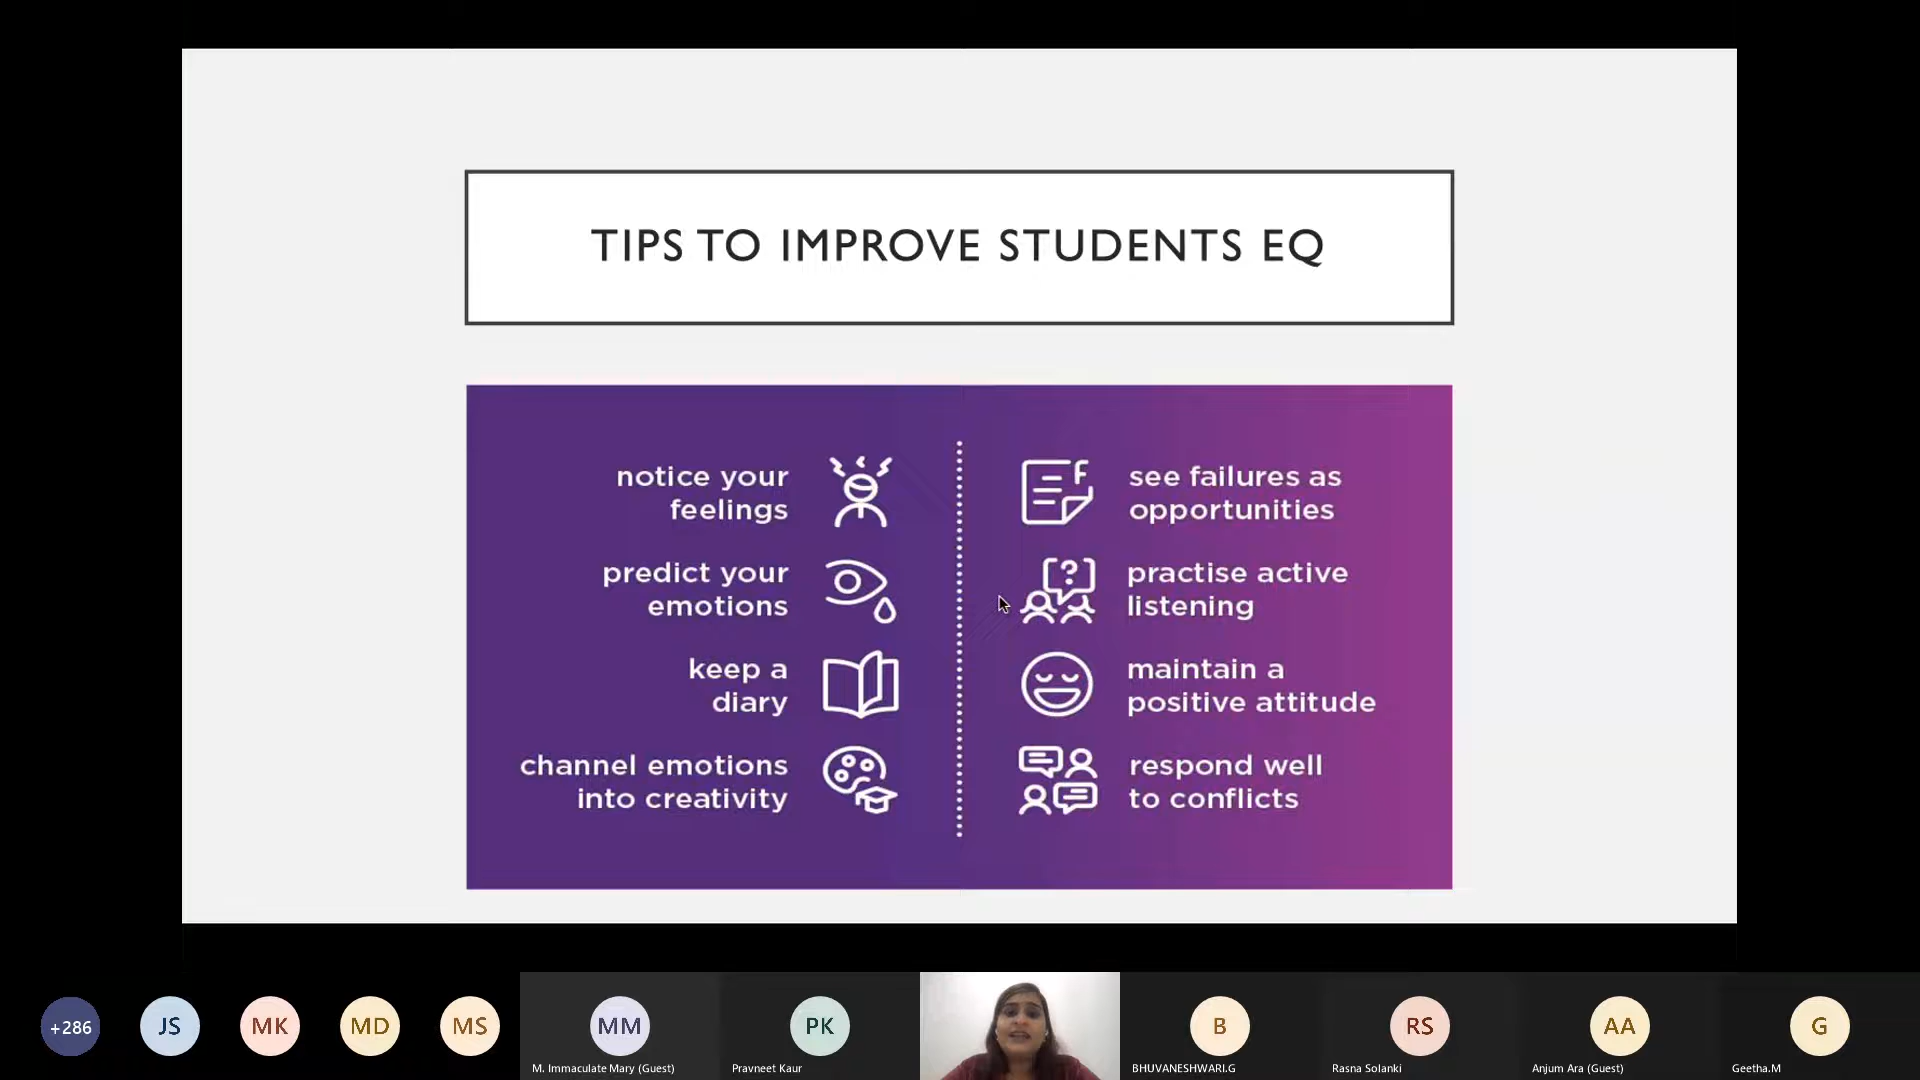 TIPS TO IMPROVE STUDENTS EQ
notice your
feelings
predict your
emotions
keep a
diary
channel emotions
into creativity
F
see failures as
opportunities
?
practise active
listening
maintain a
positive attitude
respond well
to conflicts
+286
JS
MK
MD
MS
MM
M. Immaculate Mary (Guest)
PK
Pravneet Kaur
B
BHUVANESHWARI.G
RS
Rasna Solanki
AA
Anjum Ara (Guest)
G
Geetha.M